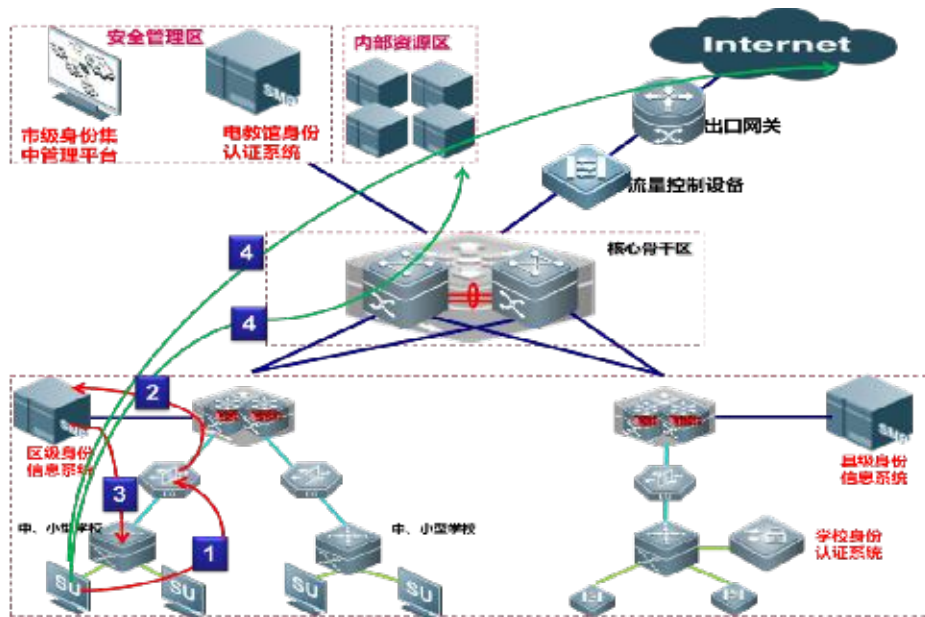 安全管理区
内部资源区
Internet
SMP
市级身份集
中管理平台
电教馆身份
认证系统
出口网关
流量控制设备
4
核心骨干区
4
2
区级身份
信息系统
县级身份
信息系统
3
中、小型学校
1
中、小型学校
学校身份
认证系统
SU
SU
SU
SU